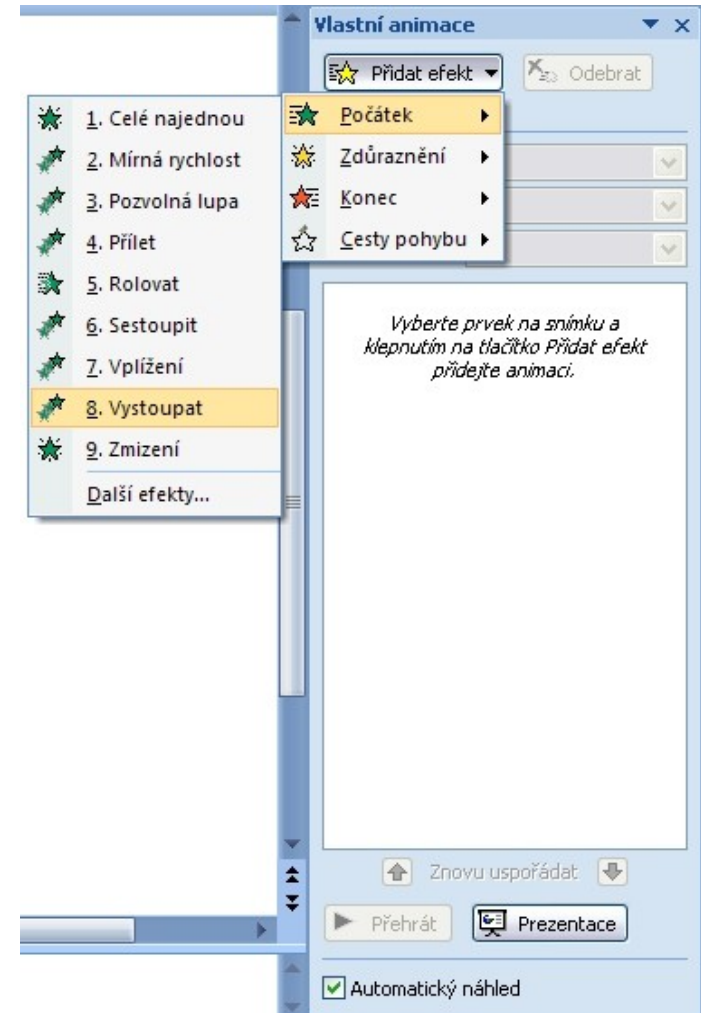 Vlastní animace
Přidat efekt
Odebrat
Počátek
Zdůraznění
Konec
Cesty pohybu
1. Celé najednou
2. Mírná rychlost
3. Pozvolná lupa
4. Přílet
5. Rolovat
6. Sestoupit
7. Vplížení
8. Vystoupat
9. Zmizení
Další efekty...
Vyberte prvek na snímku a
klepnutím na tlačítko Přidat efekt
přidejte animaci.
Znovu uspořádat
Přehrát
Prezentace
Automatický náhled